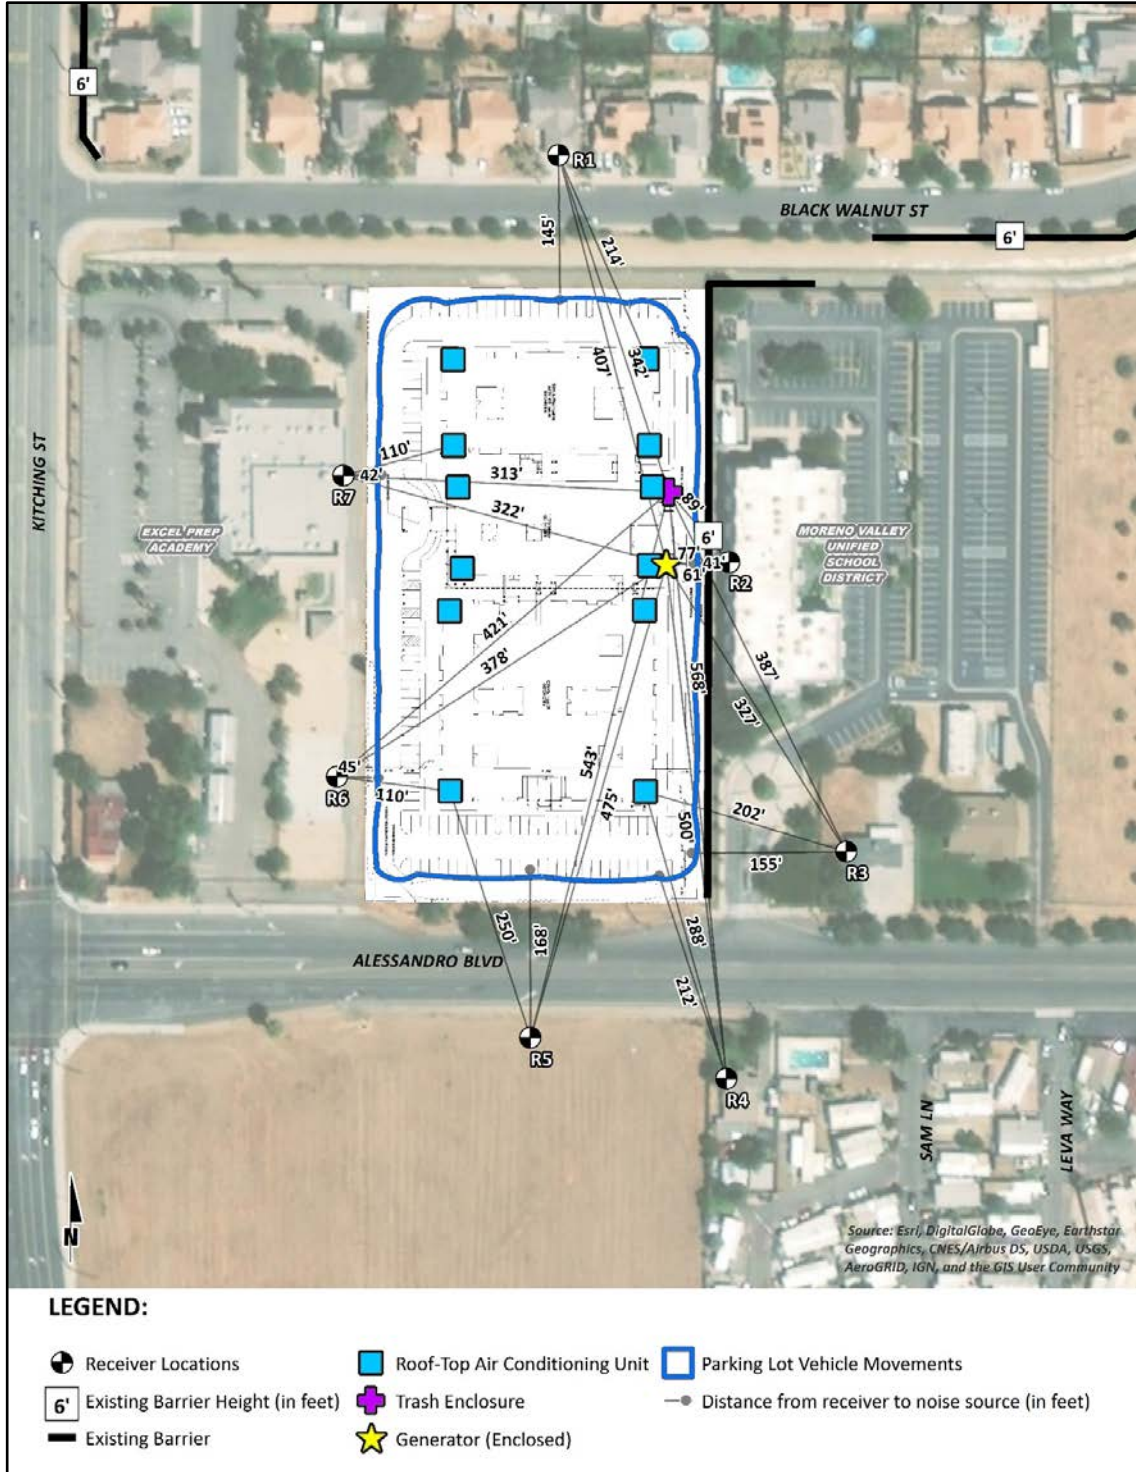 6'
R1
BLACK WALNUT ST
145'
214'
6'
407'
342'
KITCHING ST
110'
42'
313'
R7
322'
89'
EXCEL PREP
ACADEMY
6'
MORENO VALLEY
UNIFIED
SCHOOL
DISTRICT
77'
41'
61'
R2
421'
378'
568'
387'
327'
45'
R6
110'
543'
475'
202'
500'
155'
R3
250'
168'
288'
ALESSANDRO BLVD
212'
R5
R4
SAM LN
LEVA WAY
N
Source: Esri, DigitalGlobe, GeoEye, Earthstar
Geographics, CNES/Airbus DS, USDA, USGS,
AeroGRID, IGN, and the GIS User Community
LEGEND:
Receiver Locations
Roof-Top Air Conditioning Unit
Parking Lot Vehicle Movements
6' Existing Barrier Height (in feet)
Trash Enclosure
Distance from receiver to noise source (in feet)
Existing Barrier
Generator (Enclosed)